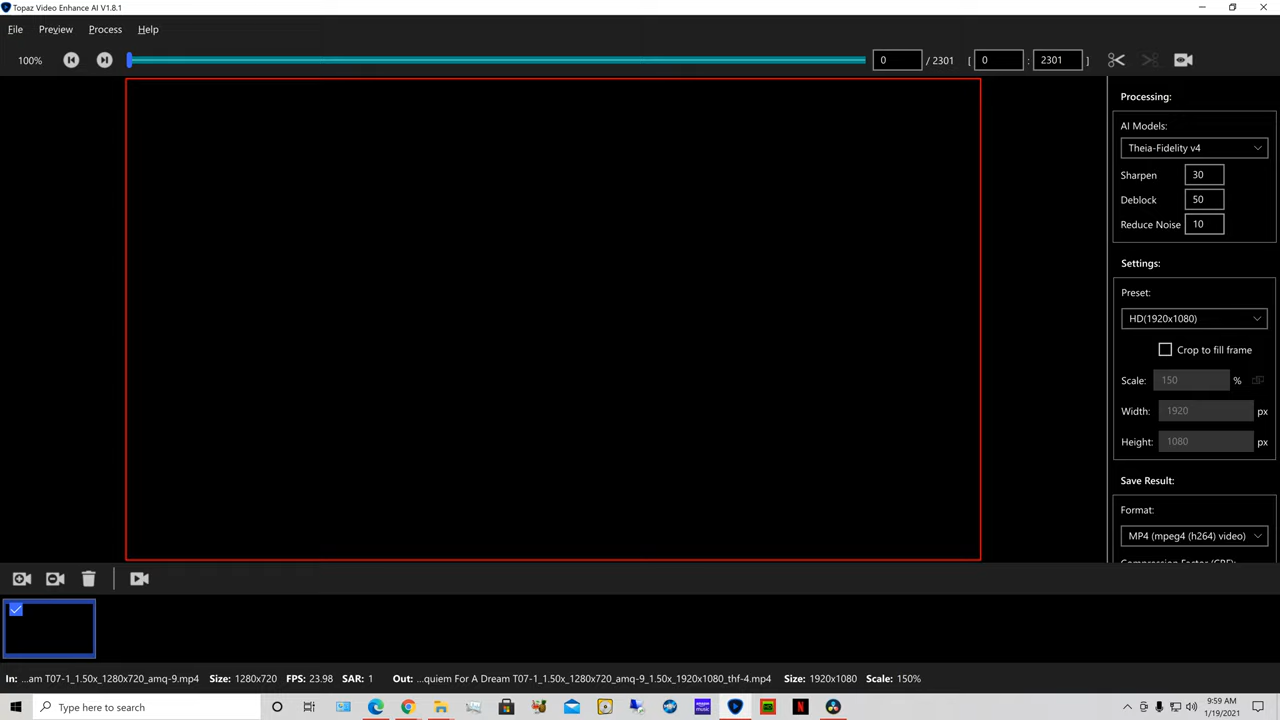 Topaz Video Enhance AI V1.8.1
File Preview Process Help
100% 0 / 2301 [ 0 : 2301 ]
Processing:
AI Models:
Theia-Fidelity v4
Sharpen 30
Deblock 50
Reduce Noise 10
Settings:
Preset:
HD(1920x1080)
Crop to fill frame
Scale: 150 %
Width: 1920 px
Height: 1080 px
Save Result:
Format:
MP4 (mpeg4 (h264) video)
Compression Factor (CRF):
In: ...am T07-1_1.50x_1280x720_amq-9.mp4 Size: 1280x720 FPS: 23.98 SAR: 1 Out: ...quiem For A Dream T07-1_1.50x_1280x720_amq-9_1.50x_1920x1080_thf-4.mp4 Size: 1920x1080 Scale: 150%
Type here to search
9:59 AM
1/19/2021